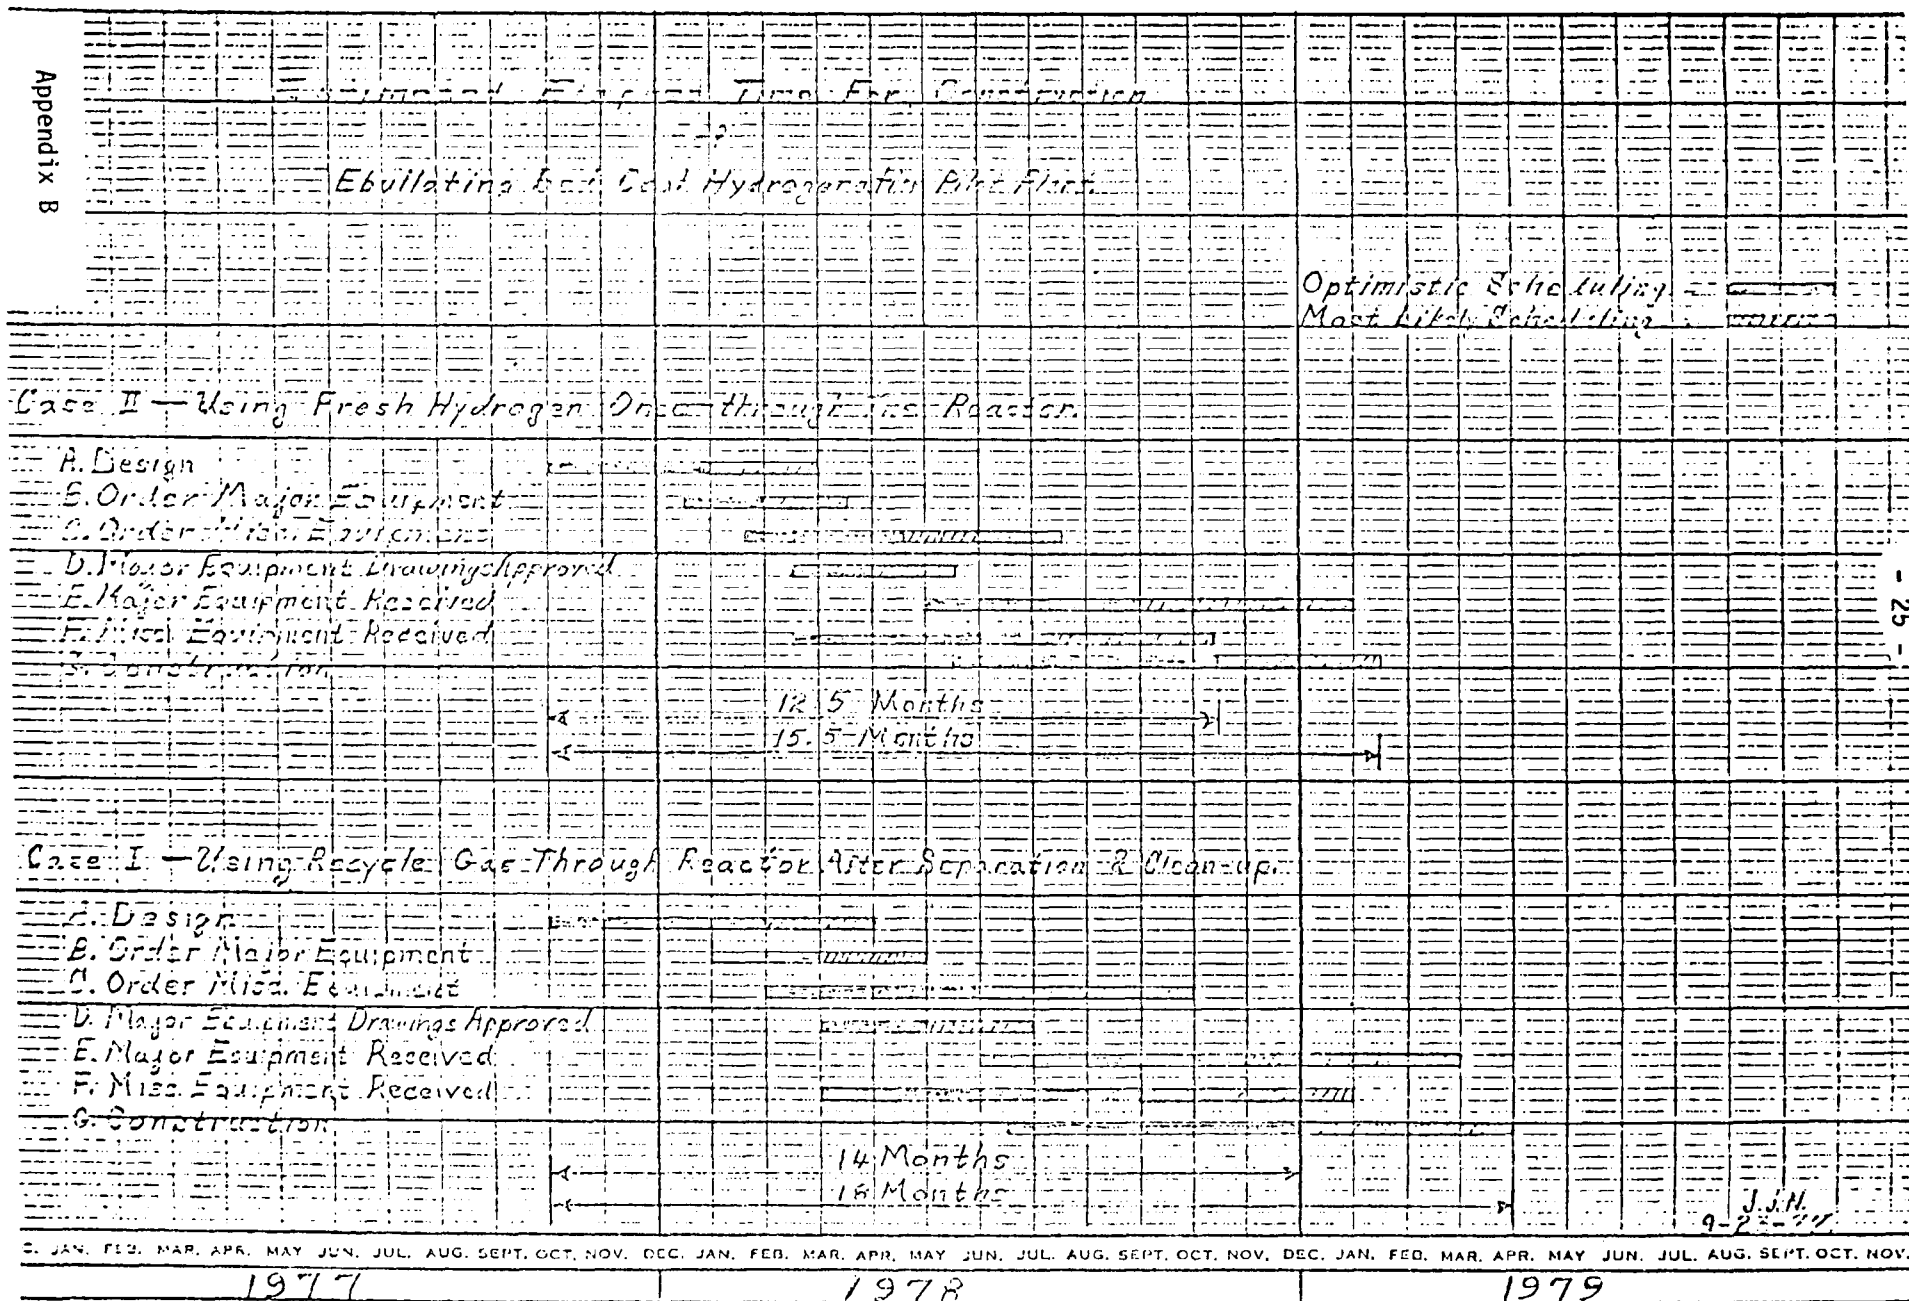 Appendix B
Estimated Elapsed Time For Construction
Ebullating Bed Coal Hydrogenation Pilot Plant
Optimistic Scheduling
Most Likely Scheduling
Case II — Using Fresh Hydrogen Once-through The Reactor
A. Design
B. Order Major Equipment
C. Order Misc. Equipment
D. Major Equipment Drawings Approved
E. Major Equipment Received
F. Misc. Equipment Received
G. Construction
12.5 Months
15.5 Months
- 25 -
Case I — Using Recycle Gas Through Reactor After Separation & Clean-up.
A. Design
B. Order Major Equipment
C. Order Misc. Equipment
D. Major Equipment Drawings Approved
E. Major Equipment Received
F. Misc. Equipment Received
G. Construction
14 Months
18 Months
J.J.H.
JAN. FEB. MAR. APR. MAY JUN. JUL. AUG. SEPT. OCT. NOV. DEC. JAN. FEB. MAR. APR. MAY JUN. JUL. AUG. SEPT. OCT. NOV. DEC. JAN. FEB. MAR. APR. MAY JUN. JUL. AUG. SEPT. OCT. NOV.
1977 1978 1979